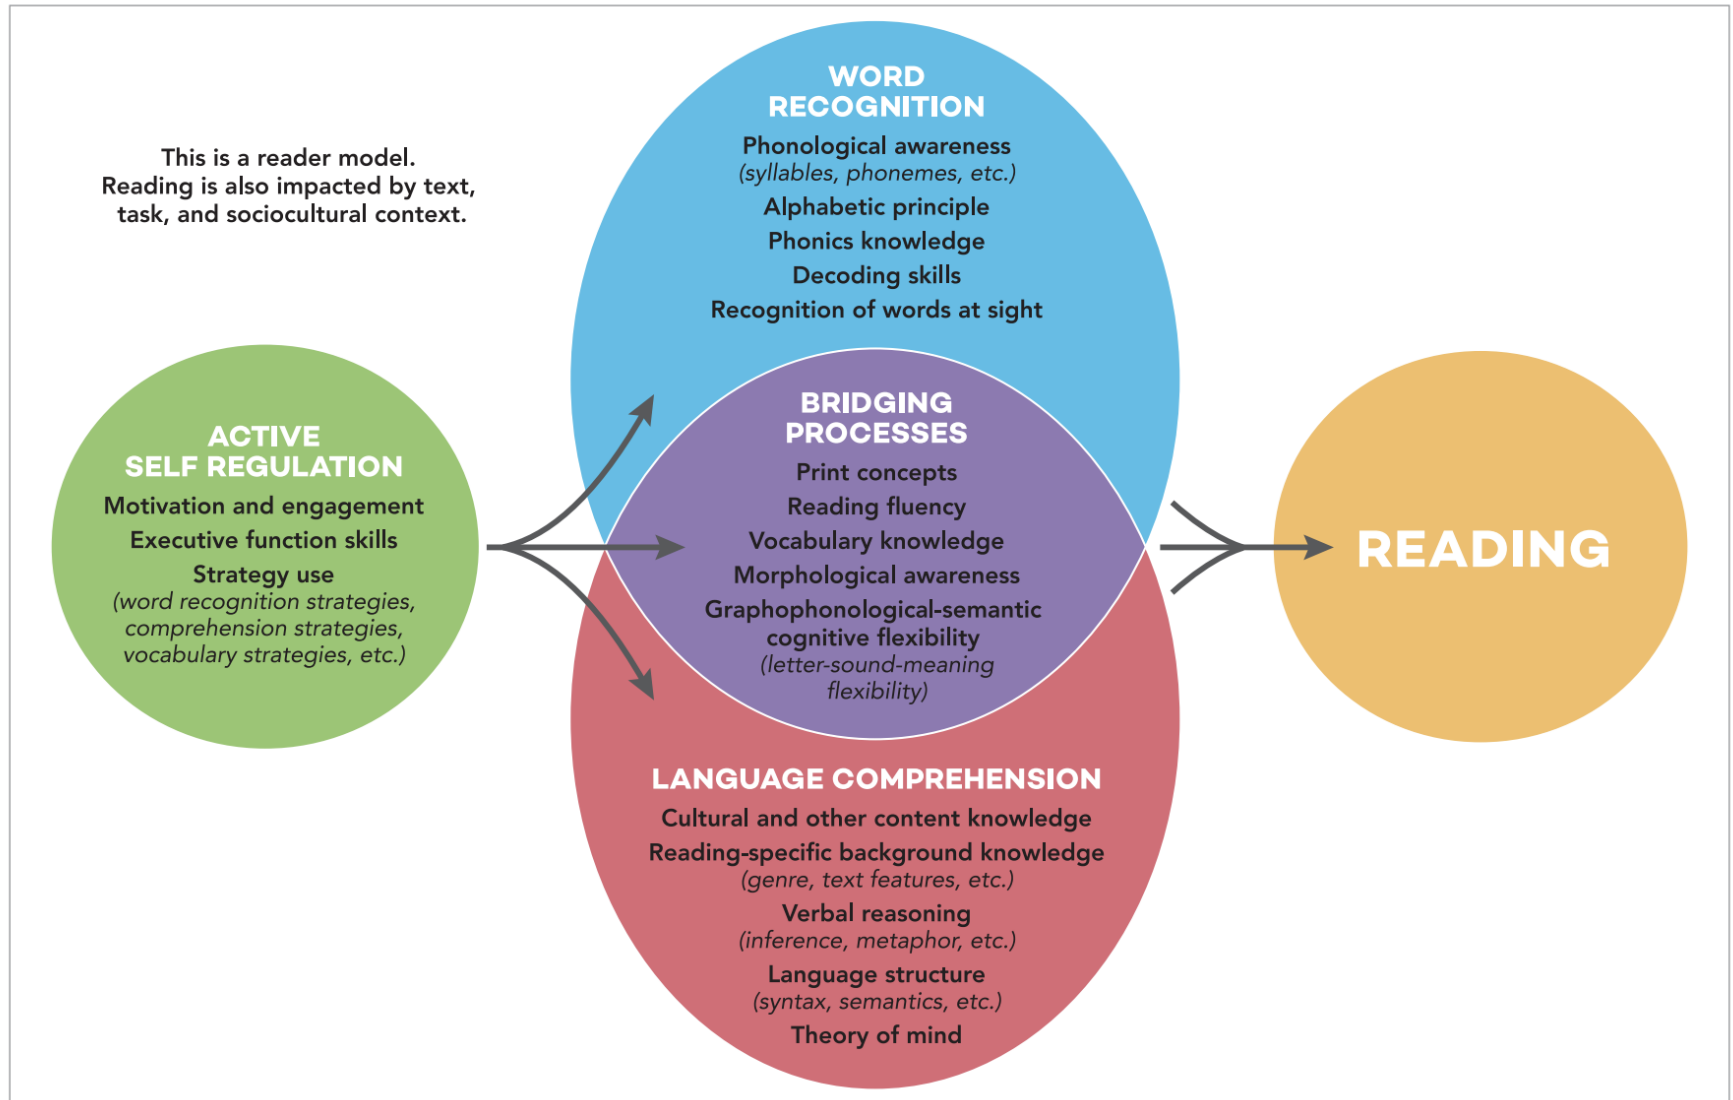 This is a reader model.
Reading is also impacted by text,
task, and sociocultural context.
ACTIVE
SELF REGULATION
Motivation and engagement
Executive function skills
Strategy use
(word recognition strategies,
comprehension strategies,
vocabulary strategies, etc.)
WORD
RECOGNITION
Phonological awareness
(syllables, phonemes, etc.)
Alphabetic principle
Phonics knowledge
Decoding skills
Recognition of words at sight
BRIDGING
PROCESSES
Print concepts
Reading fluency
Vocabulary knowledge
Morphological awareness
Graphophonological-semantic
cognitive flexibility
(letter-sound-meaning
flexibility)
LANGUAGE COMPREHENSION
Cultural and other content knowledge
Reading-specific background knowledge
(genre, text features, etc.)
Verbal reasoning
(inference, metaphor, etc.)
Language structure
(syntax, semantics, etc.)
Theory of mind
READING